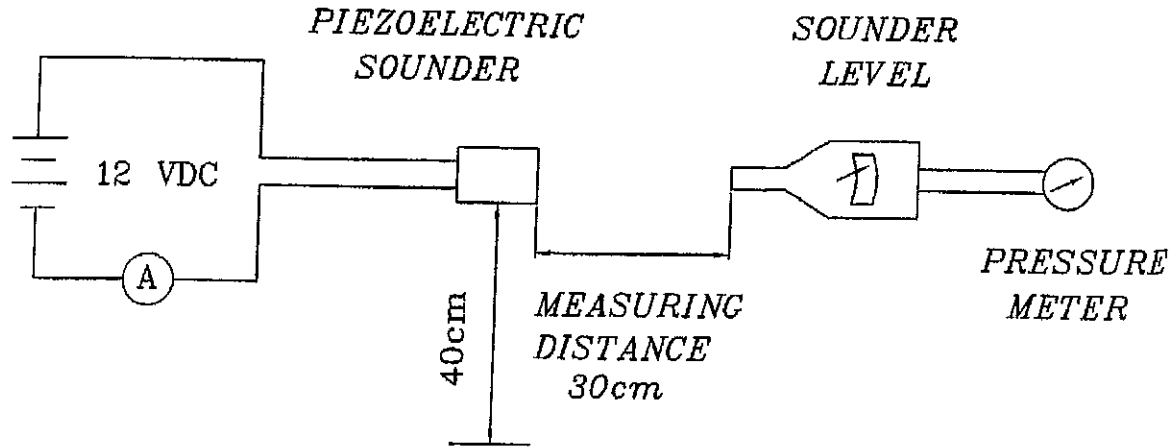 PIEZOELECTRIC
SOUNDER
SOUNDER
LEVEL
12 VDC
A
40cm
MEASURING
DISTANCE
30cm
PRESSURE
METER